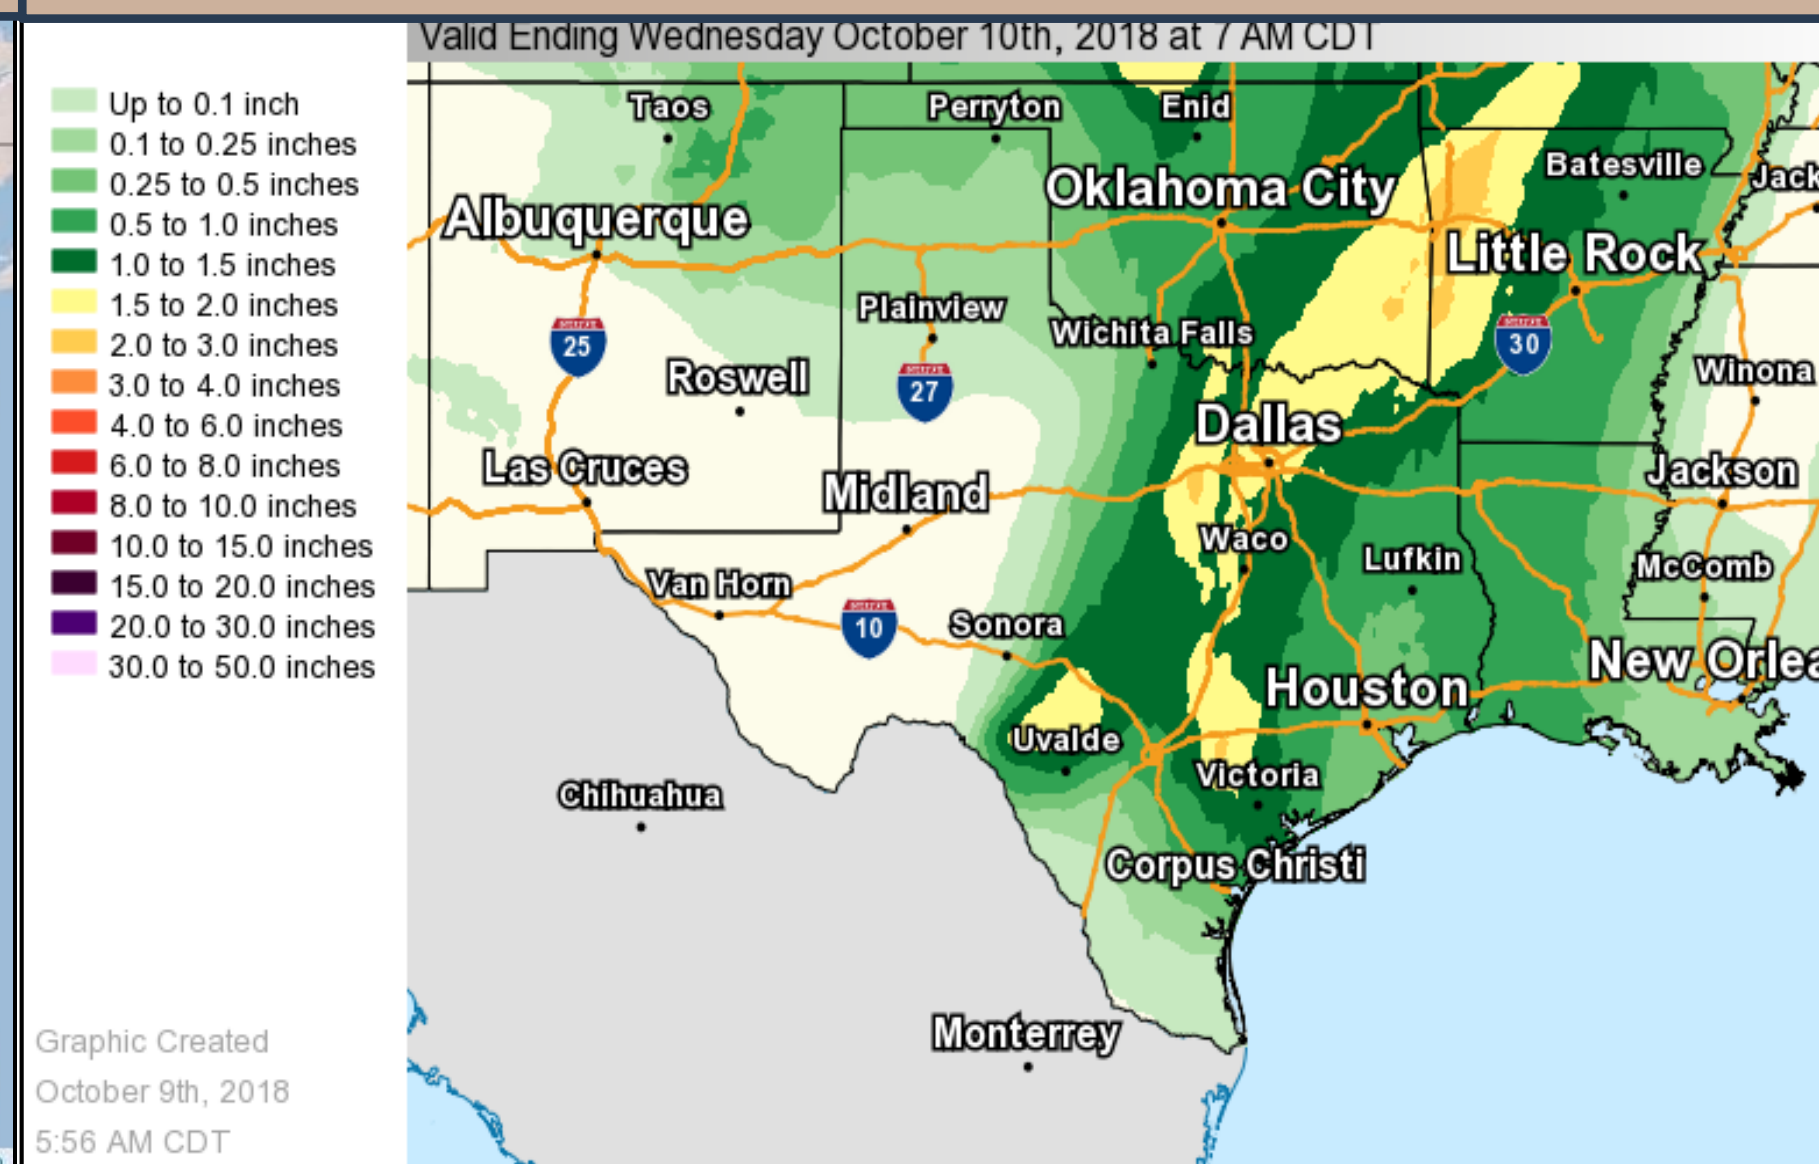 Valid Ending Wednesday October 10th, 2018 at 7 AM CDT
Up to 0.1 inch
0.1 to 0.25 inches
0.25 to 0.5 inches
0.5 to 1.0 inches
1.0 to 1.5 inches
1.5 to 2.0 inches
2.0 to 3.0 inches
3.0 to 4.0 inches
4.0 to 6.0 inches
6.0 to 8.0 inches
8.0 to 10.0 inches
10.0 to 15.0 inches
15.0 to 20.0 inches
20.0 to 30.0 inches
30.0 to 50.0 inches
Graphic Created
October 9th, 2018
5:56 AM CDT
Taos
Perryton
Enid
Batesville
Jack
Oklahoma City
Albuquerque
Little Rock
Plainview
Wichita Falls
25
30
Roswell
27
Winona
Dallas
Las Cruces
Midland
Jackson
Waco
Lufkin
McComb
Van Horn
10
Sonora
New Orlea
Houston
Uvalde
Victoria
Chihuahua
Corpus Christi
Monterrey